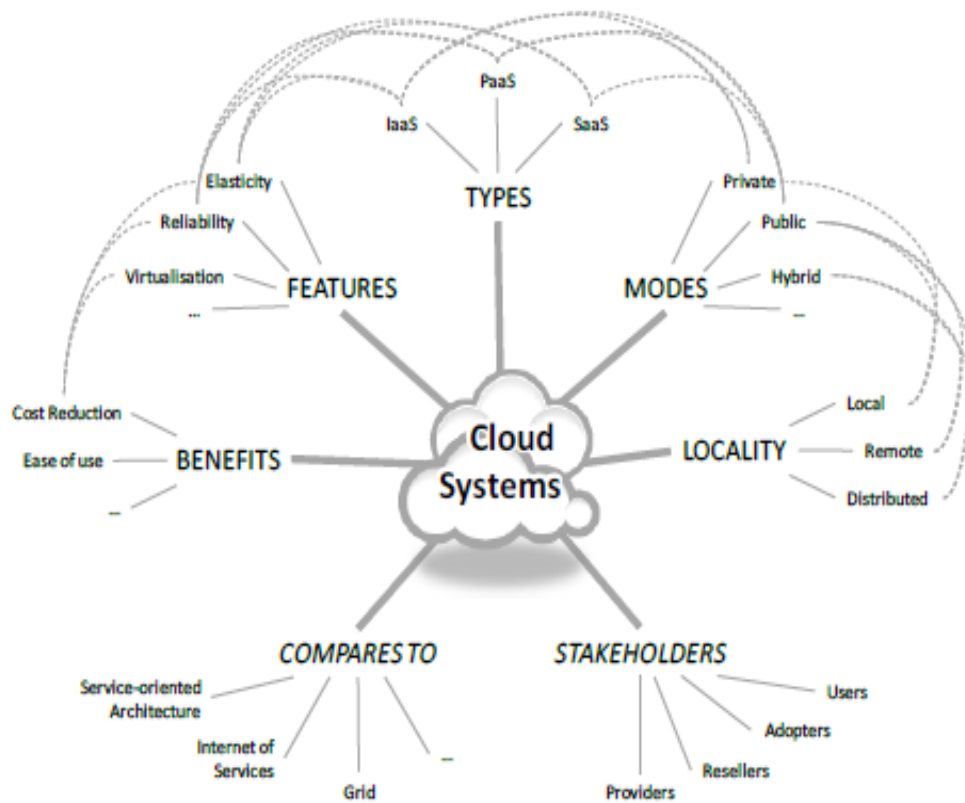 PaaS
IaaS
SaaS
TYPES
Elasticity
Reliability
Virtualisation
...
FEATURES
Private
Public
Hybrid
...
MODES
Cost Reduction
Ease of use
...
BENEFITS
Cloud
Systems
LOCALITY
Local
Remote
Distributed
COMPARES TO
Service-oriented
Architecture
Internet of
Services
Grid
...
STAKEHOLDERS
Users
Adopters
Resellers
Providers